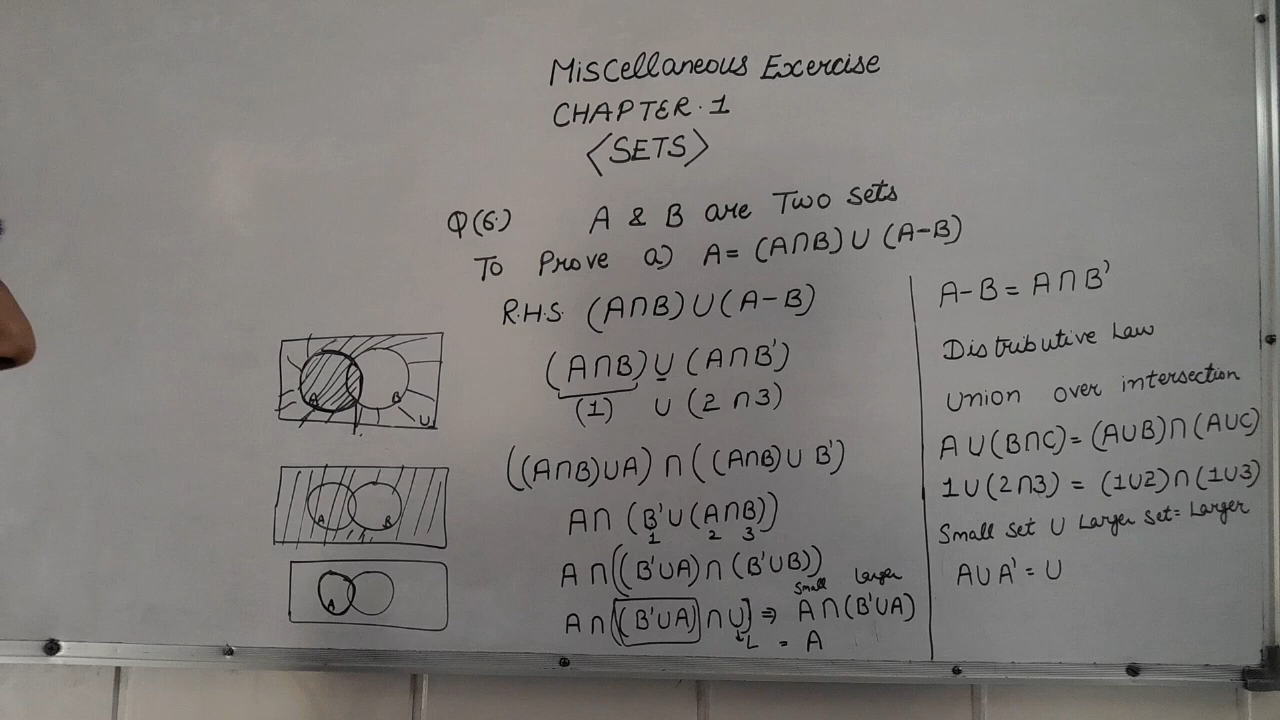 Miscellaneous Excercise
CHAPTER.1
<SETS>
Q(6.) A & B are Two sets
To Prove a) A= (A∩B) ∪ (A-B)
R.H.S. (A∩B) ∪ (A-B)
(A∩B) ∪ (A∩B')
(1) ∪ (2 ∩ 3)
((A∩B)∪A) ∩ ((A∩B)∪ B')
A∩ (B'∪(A∩B))
1 2 3
A∩((B'∪A)∩(B'∪B))
small Larger
A∩[(B'∪A)∩U] ⇒ A∩(B'∪A)
L = A
A-B = A∩B'
Distributive Law
Union over intersection
A∪(B∩C)=(A∪B)∩(A∪C)
1∪(2∩3) = (1∪2)∩(1∪3)
Small set ∪ Larger set= Larger
A∪A' = U
A B U
A B
A